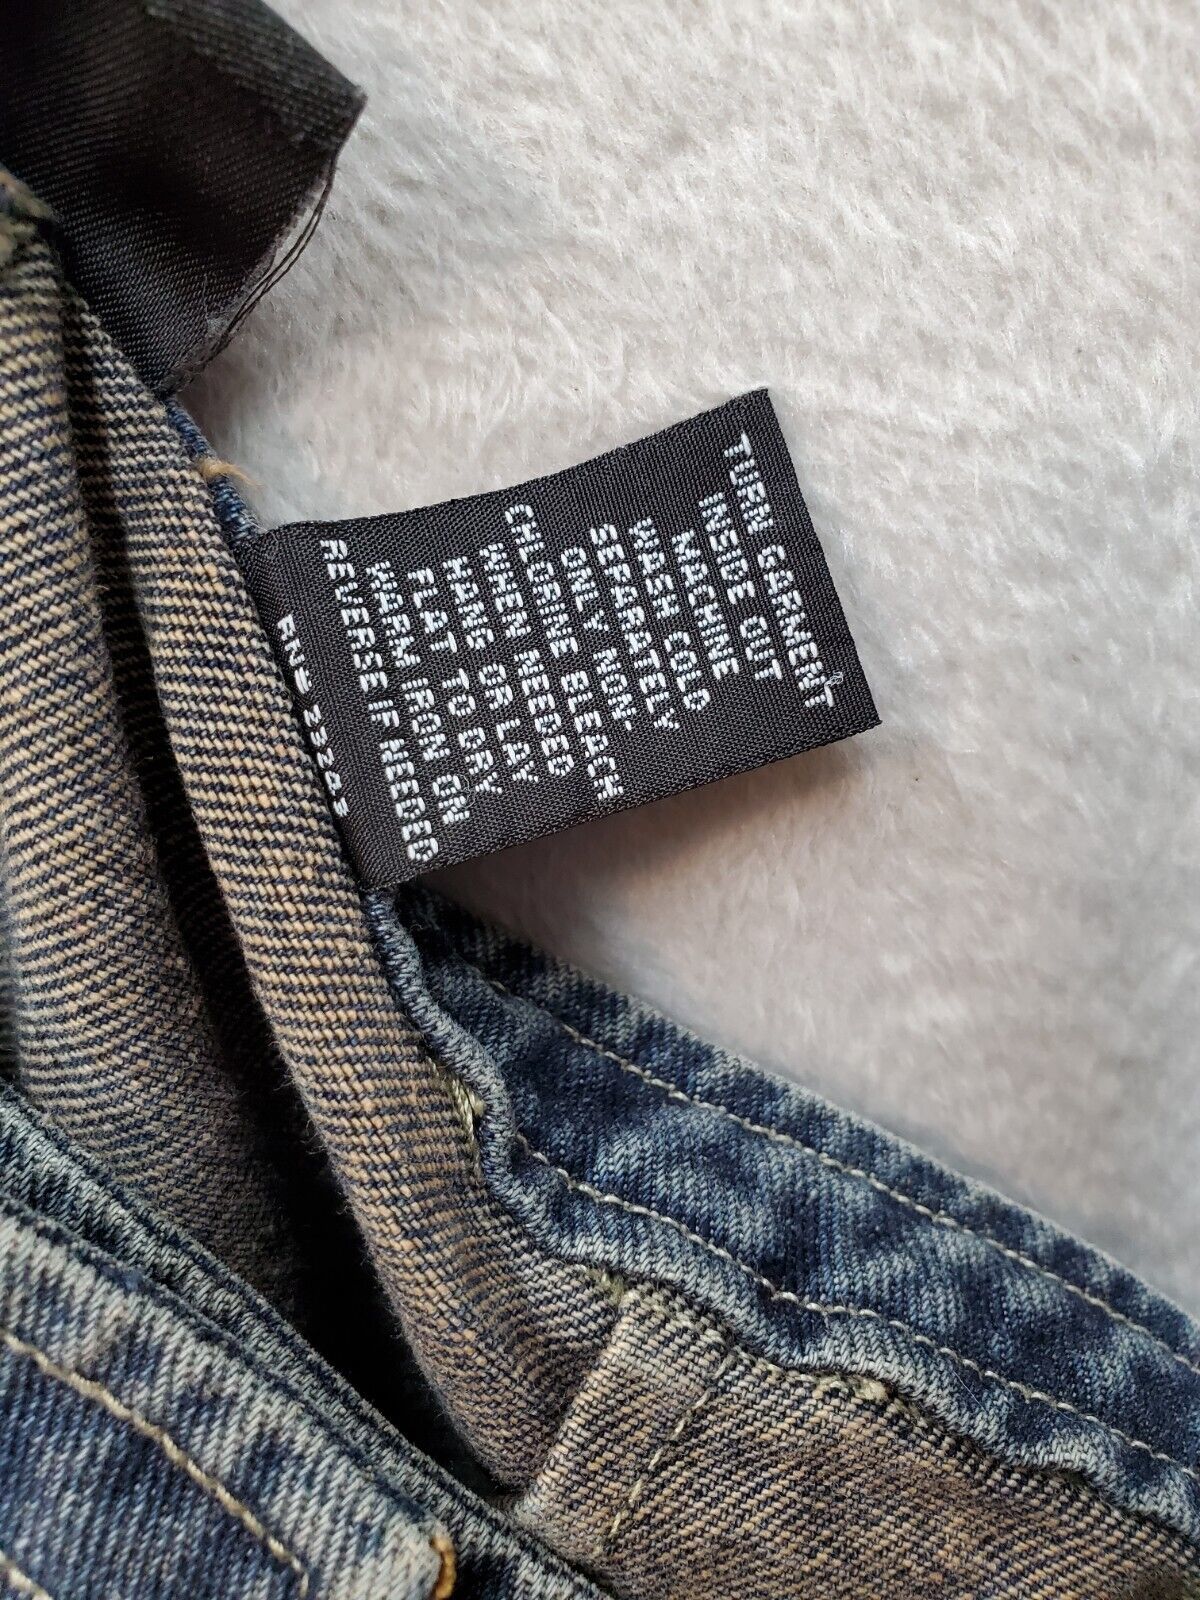 TURN GARMENT
INSIDE OUT
MACHINE
WASH COLD
SEPARATELY
ONLY NON-
CHLORINE BLEACH
WHEN NEEDED
HANG OR LAY
FLAT TO DRY
WARM IRON ON
REVERSE/IF NEEDED